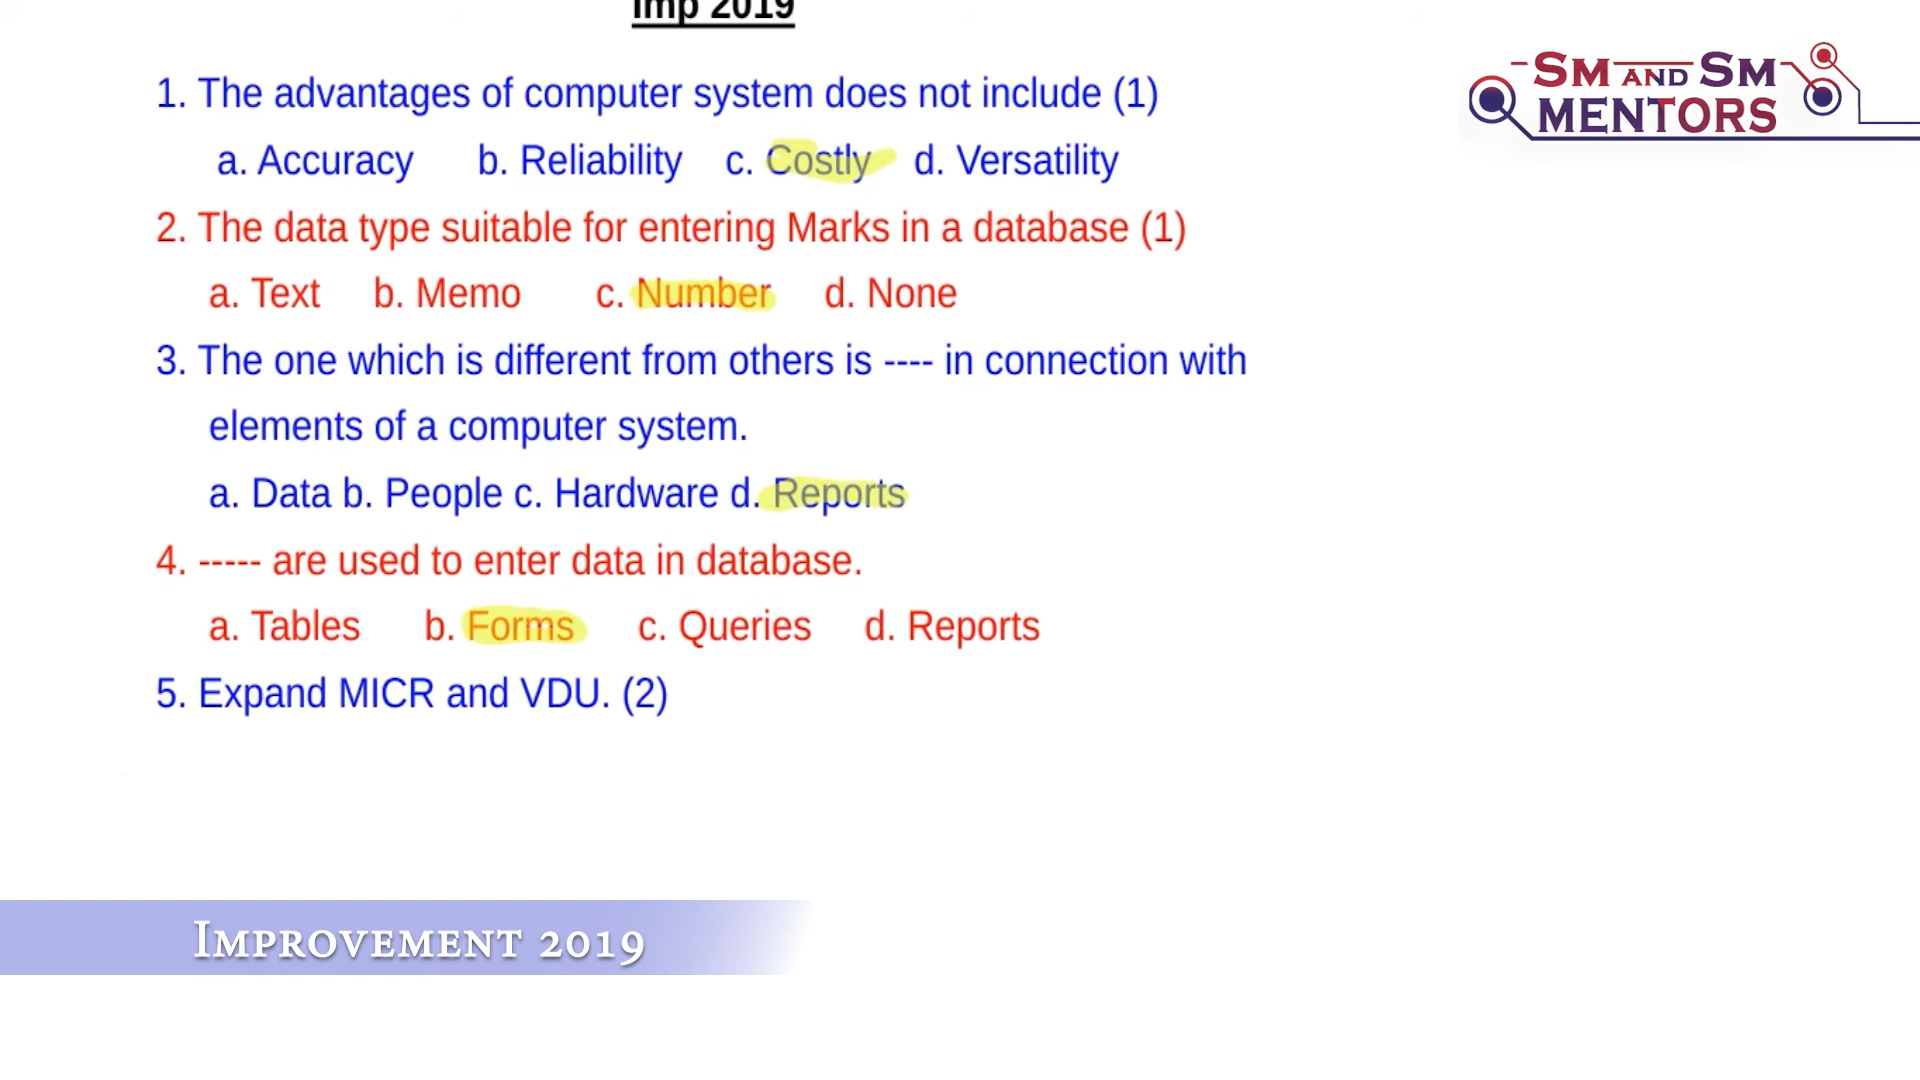 Imp 2019
1. The advantages of computer system does not include (1)
a. Accuracy b. Reliability c. Costly d. Versatility
2. The data type suitable for entering Marks in a database (1)
a. Text b. Memo c. Number d. None
3. The one which is different from others is ---- in connection with
elements of a computer system.
a. Data b. People c. Hardware d. Reports
4. ----- are used to enter data in database.
a. Tables b. Forms c. Queries d. Reports
5. Expand MICR and VDU. (2)
SM AND SM
MENTORS
IMPROVEMENT 2019